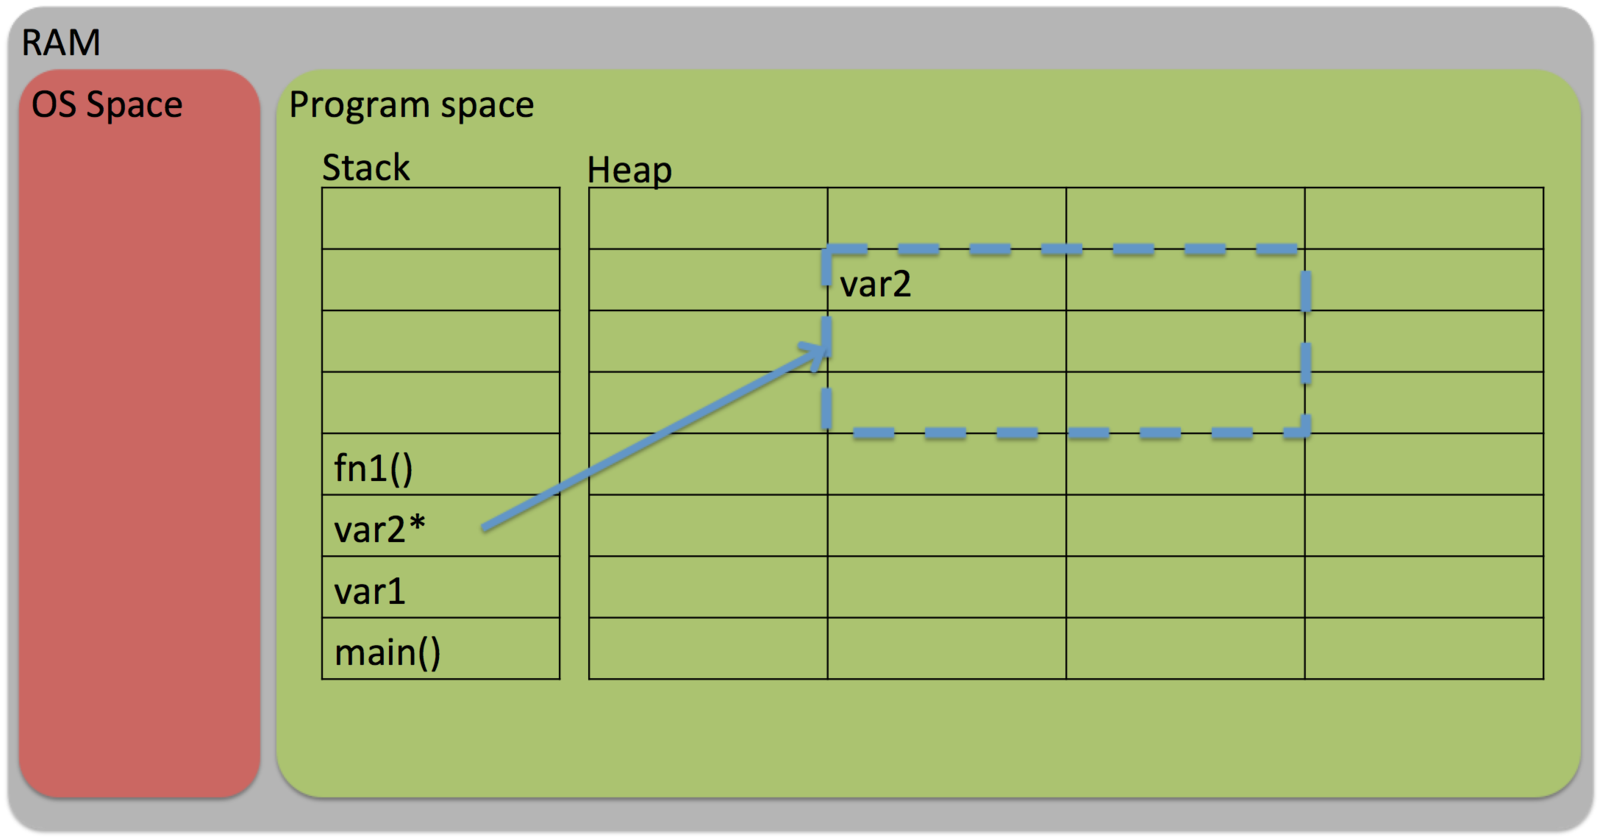 RAM
OS Space
Program space
Stack
Heap
var2
fn1()
var2*
var1
main()